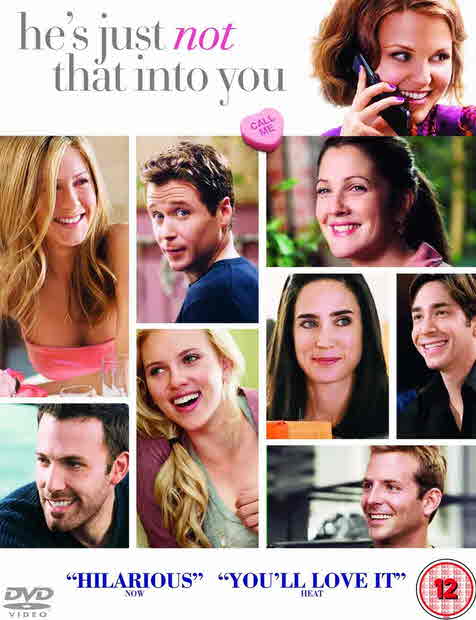 he's just not
that into you
CALL
ME
"HILARIOUS"
NOW
"YOU'LL LOVE IT"
HEAT
DVD
VIDEO
12